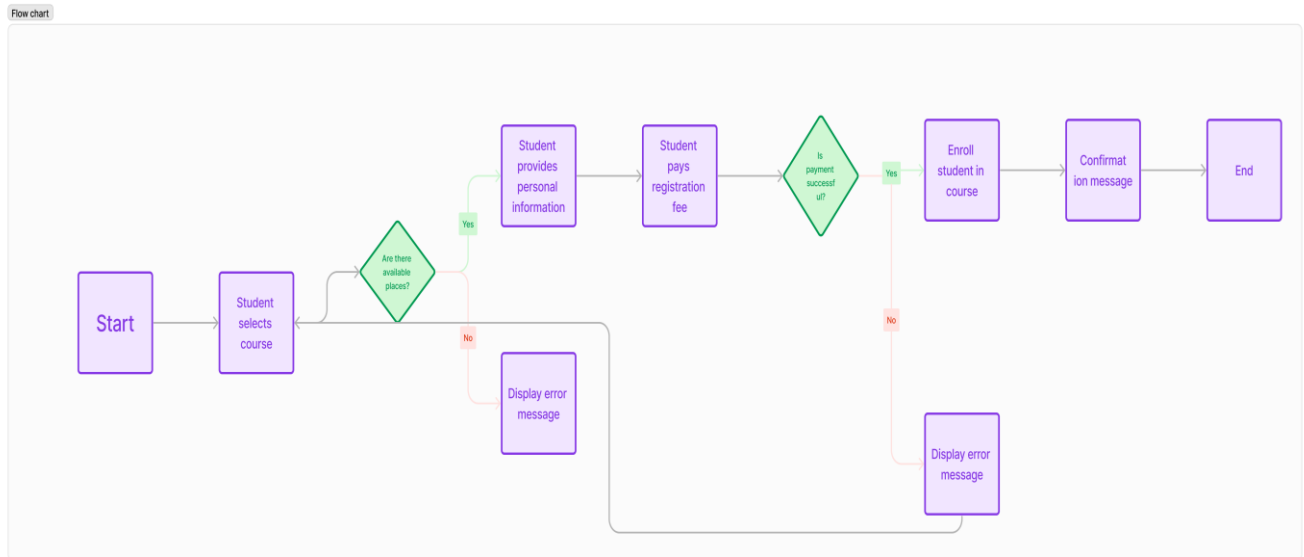 Flow chart
Start
Student
selects
course
Are there
available
places?
Yes
No
Student
provides
personal
information
Display error
message
Student
pays
registration
fee
Is
payment
successf
ul?
Yes
No
Enroll
student in
course
Display error
message
Confirmat
ion message
End